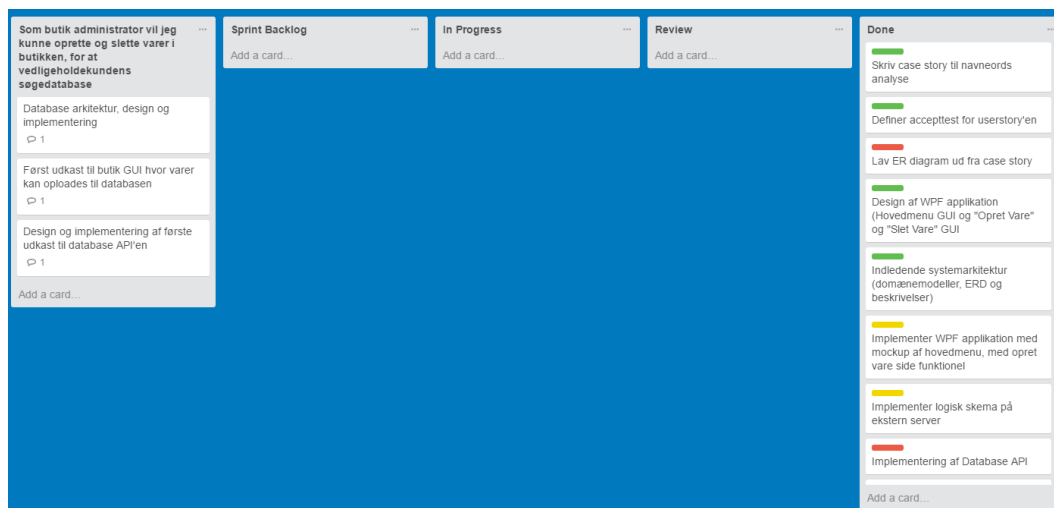 Som butik administrator vil jeg
kunne oprette og slette varer i
butikken, for at
vedligeholdekundens
søgedatabase
Database arkitektur, design og
implementering
1
Først udkast til butik GUI hvor varer
kan oploades til databasen
1
Design og implementering af første
udkast til database API'en
1
Add a card...
Sprint Backlog
Add a card...
In Progress
Add a card...
Review
Add a card...
Done
Skriv case story til navneords
analyse
Definer accepttest for userstory'en
Lav ER diagram ud fra case story
Design af WPF applikation
(Hovedmenu GUI og "Opret Vare"
og "Slet Vare" GUI
Indledende systemarkitektur
(domænemodeller, ERD og
beskrivelser)
Implementer WPF applikation med
mockup af hovedmenu, med opret
vare side funktionel
Implementer logisk skema på
ekstern server
Implementering af Database API
Add a card...